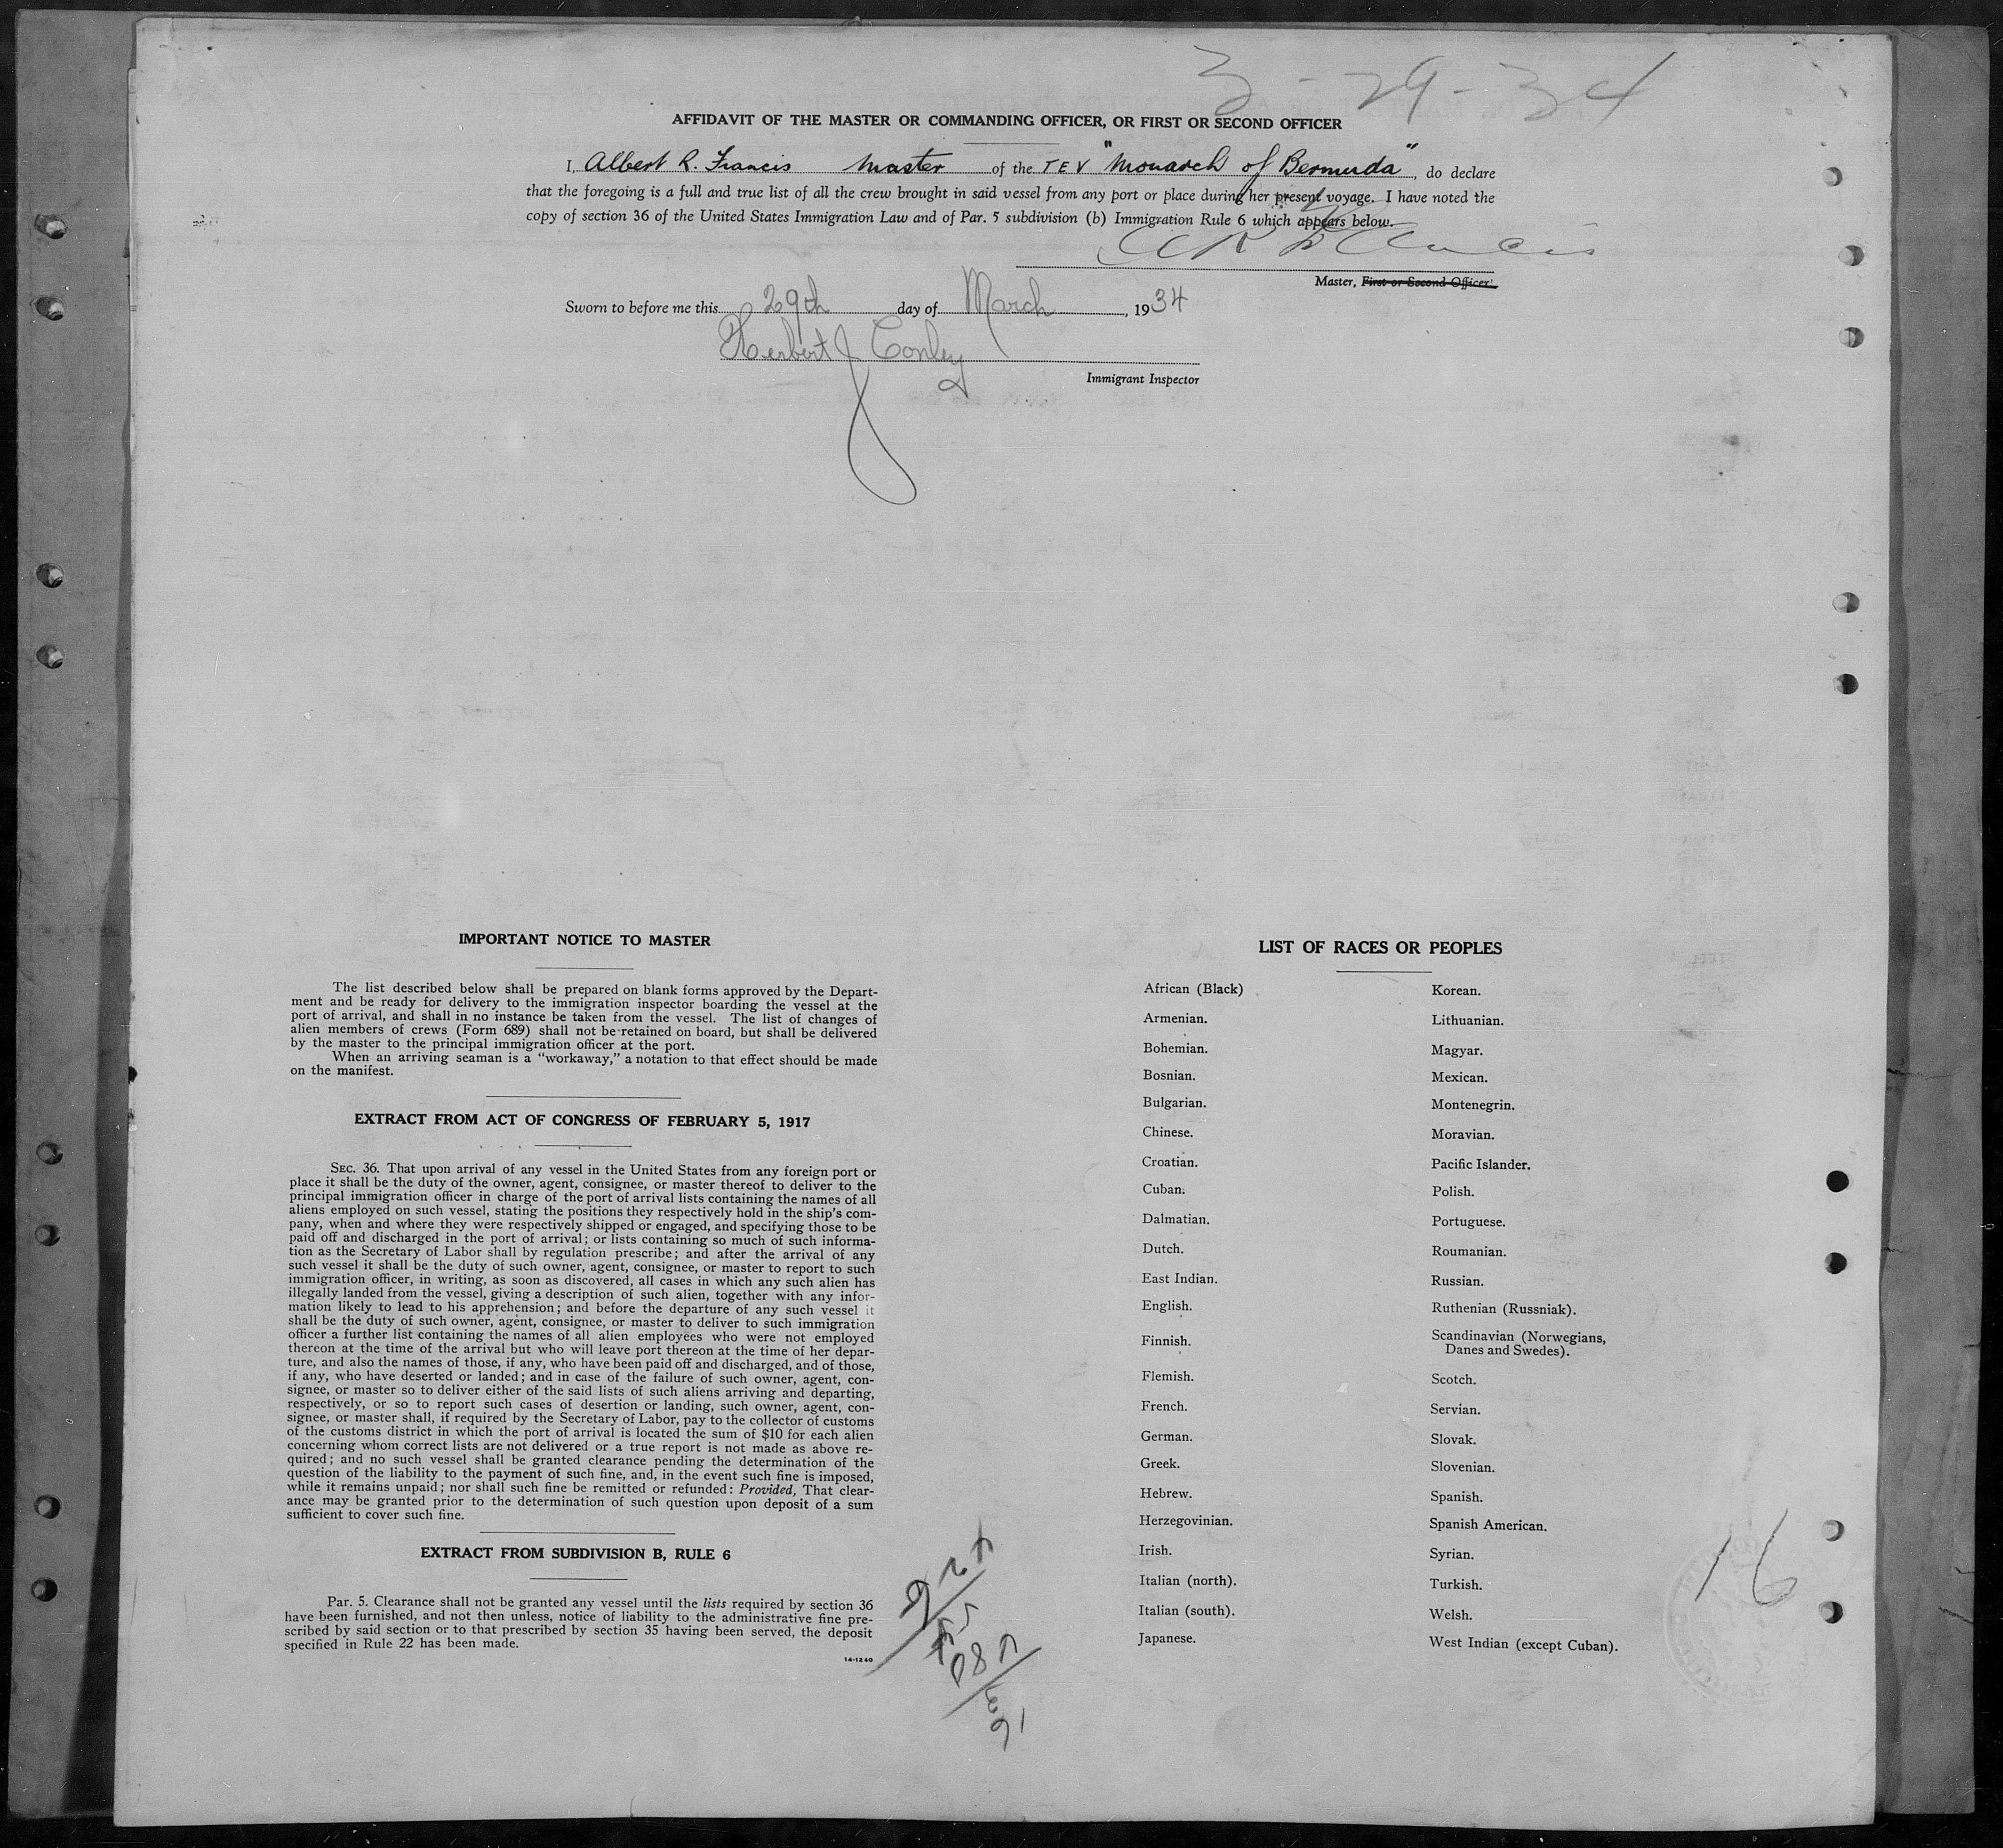 3-29-34
AFFIDAVIT OF THE MASTER OR COMMANDING OFFICER, OR FIRST OR SECOND OFFICER
I, Albert R. Francis Master of the TEV "Monarch of Bermuda", do declare
that the foregoing is a full and true list of all the crew brought in said vessel from any port or place during her present voyage. I have noted the
copy of section 36 of the United States Immigration Law and of Par. 5 subdivision (b) Immigration Rule 6 which appears below.
A R Francis
Master, First or Second Officer.
Sworn to before me this 29th day of March, 1934
Herbert J Conley
Immigrant Inspector
IMPORTANT NOTICE TO MASTER
The list described below shall be prepared on blank forms approved by the Depart-
ment and be ready for delivery to the immigration inspector boarding the vessel at the
port of arrival, and shall in no instance be taken from the vessel. The list of changes of
alien members of crews (Form 689) shall not be retained on board, but shall be delivered
by the master to the principal immigration officer at the port.
When an arriving seaman is a "workaway," a notation to that effect should be made
on the manifest.
EXTRACT FROM ACT OF CONGRESS OF FEBRUARY 5, 1917
SEC. 36. That upon arrival of any vessel in the United States from any foreign port or
place it shall be the duty of the owner, agent, consignee, or master thereof to deliver to the
principal immigration officer in charge of the port of arrival lists containing the names of all
aliens employed on such vessel, stating the positions they respectively hold in the ship's com-
pany, when and where they were respectively shipped or engaged, and specifying those to be
paid off and discharged in the port of arrival; or lists containing so much of such informa-
tion as the Secretary of Labor shall by regulation prescribe; and after the arrival of any
such vessel it shall be the duty of such owner, agent, consignee, or master to report to such
immigration officer, in writing, as soon as discovered, all cases in which any such alien has
illegally landed from the vessel, giving a description of such alien, together with any infor-
mation likely to lead to his apprehension; and before the departure of any such vessel it
shall be the duty of such owner, agent, consignee, or master to deliver to such immigration
officer a further list containing the names of all alien employees who were not employed
thereon at the time of the arrival but who will leave port thereon at the time of her depar-
ture, and also the names of those, if any, who have been paid off and discharged, and of those,
if any, who have deserted or landed; and in case of the failure of such owner, agent, con-
signee, or master so to deliver either of the said lists of such aliens arriving and departing,
respectively, or so to report such cases of desertion or landing, such owner, agent, con-
signee, or master shall, if required by the Secretary of Labor, pay to the collector of customs
of the customs district in which the port of arrival is located the sum of $10 for each alien
concerning whom correct lists are not delivered or a true report is not made as above re-
quired; and no such vessel shall be granted clearance pending the determination of the
question of the liability to the payment of such fine, and, in the event such fine is imposed,
while it remains unpaid; nor shall such fine be remitted or refunded: Provided, That clear-
ance may be granted prior to the determination of such question upon deposit of a sum
sufficient to cover such fine.
EXTRACT FROM SUBDIVISION B, RULE 6
Par. 5. Clearance shall not be granted any vessel until the lists required by section 36
have been furnished, and not then unless, notice of liability to the administrative fine pre-
scribed by said section or to that prescribed by section 35 having been served, the deposit
specified in Rule 22 has been made.
14-1240
LIST OF RACES OR PEOPLES
African (Black)
Armenian.
Bohemian.
Bosnian.
Bulgarian.
Chinese.
Croatian.
Cuban.
Dalmatian.
Dutch.
East Indian.
English.
Finnish.
Flemish.
French.
German.
Greek.
Hebrew.
Herzegovinian.
Irish.
Italian (north).
Italian (south).
Japanese.
Korean.
Lithuanian.
Magyar.
Mexican.
Montenegrin.
Moravian.
Pacific Islander.
Polish.
Portuguese.
Roumanian.
Russian.
Ruthenian (Russniak).
Scandinavian (Norwegians,
Danes and Swedes).
Scotch.
Servian.
Slovak.
Slovenian.
Spanish.
Spanish American.
Syrian.
Turkish.
Welsh.
West Indian (except Cuban).
16